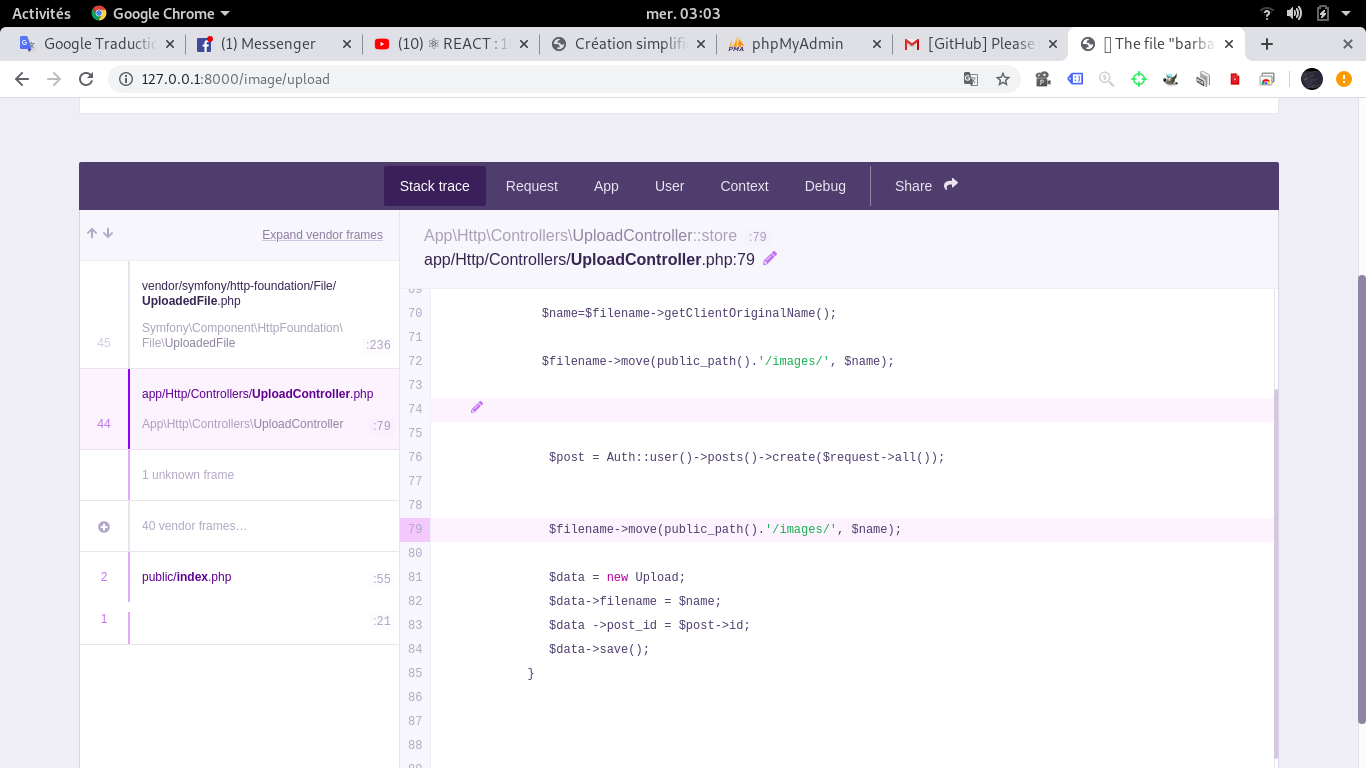 Activités
Google Chrome
mer. 03:03
Google Traductic
(1) Messenger
(10) ⚛ REACT : 1
Création simplifi
phpMyAdmin
[GitHub] Please
[] The file "barba
127.0.0.1:8000/image/upload
Stack trace
Request
App
User
Context
Debug
Share
Expand vendor frames
vendor/symfony/http-foundation/File/
UploadedFile.php
Symfony\Component\HttpFoundation\
File\UploadedFile
45
:236
app/Http/Controllers/UploadController.php
44
App\Http\Controllers\UploadController
:79
1 unknown frame
40 vendor frames…
2
public/index.php
:55
1
:21
App\Http\Controllers\UploadController::store :79
app/Http/Controllers/UploadController.php:79
69
70 $name=$filename->getClientOriginalName();
71
72 $filename->move(public_path().'/images/', $name);
73
74
75
76 $post = Auth::user()->posts()->create($request->all());
77
78
79 $filename->move(public_path().'/images/', $name);
80
81 $data = new Upload;
82 $data->filename = $name;
83 $data ->post_id = $post->id;
84 $data->save();
85 }
86
87
88